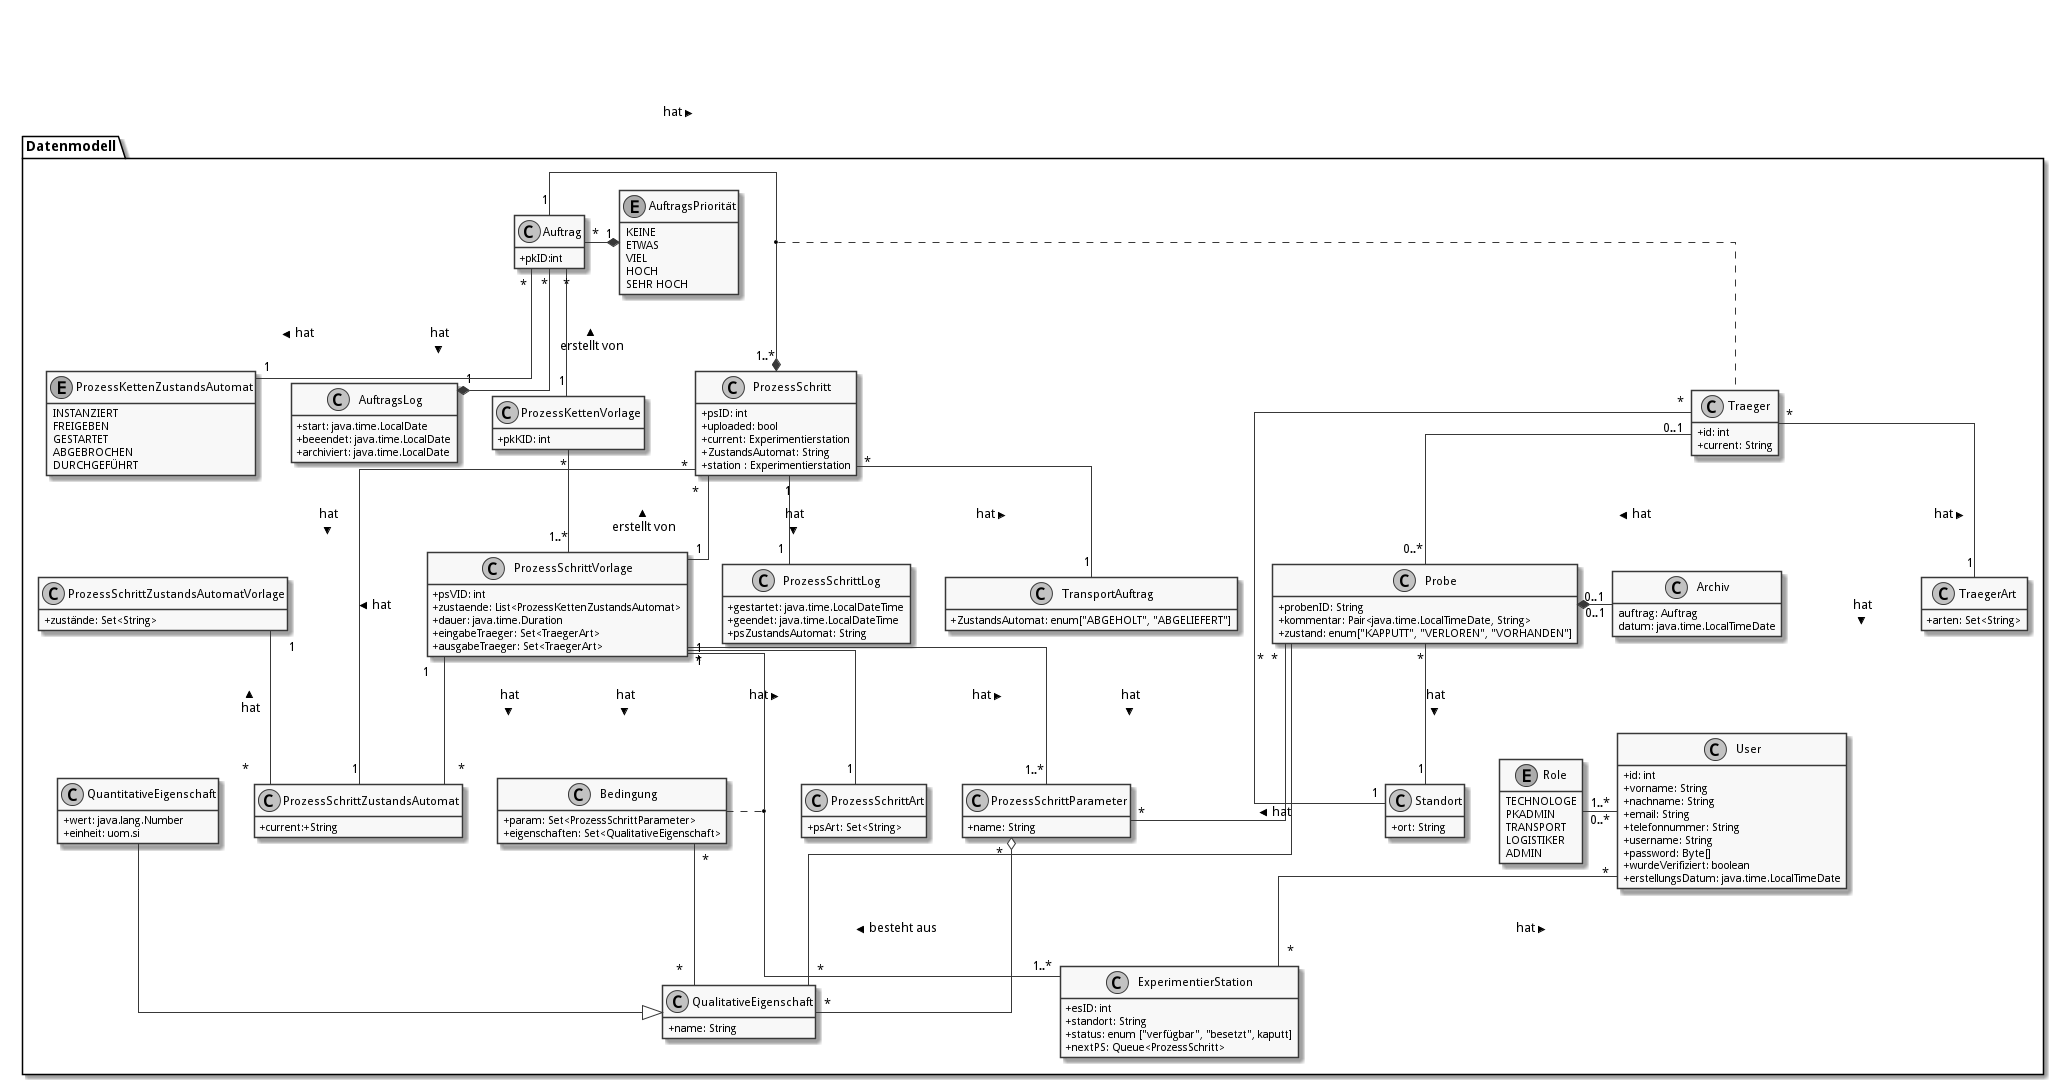 hat ►
Datenmodell
1
E AuftragsPriorität
KEINE
ETWAS
VIEL
HOCH
SEHR HOCH
C Auftrag
+pkID:int
* 1
* * *
◄ hat
hat
▼
▲
erstellt von
1
1
1
1..*
E ProzessKettenZustandsAutomat
INSTANZIERT
FREIGEBEN
GESTARTET
ABGEBROCHEN
DURCHGEFÜHRT
C AuftragsLog
+start: java.time.LocalDate
+beeendet: java.time.LocalDate
+archiviert: java.time.LocalDate
C ProzessKettenVorlage
+pkKID: int
C ProzessSchritt
+psID: int
+uploaded: bool
+current: Experimentierstation
+ZustandsAutomat: String
+station : Experimentierstation
C Traeger
+id: int
+current: String
*
0..1
*
* * *
* 1
hat
▼
▲
erstellt von
hat
▼
hat ►
◄ hat
hat ►
1..*
1
1
1
0..*
1
C ProzessSchrittZustandsAutomatVorlage
+zustände: Set<String>
C ProzessSchrittVorlage
+psVID: int
+zustaende: List<ProzessKettenZustandsAutomat>
+dauer: java.time.Duration
+eingabeTraeger: Set<TraegerArt>
+ausgabeTraeger: Set<TraegerArt>
C ProzessSchrittLog
+gestartet: java.time.LocalDateTime
+geendet: java.time.LocalDateTime
+psZustandsAutomat: String
C TransportAuftrag
+ZustandsAutomat: enum["ABGEHOLT", "ABGELIEFERT"]
C Probe
+probenID: String
+kommentar: Pair<java.time.LocalTimeDate, String>
+zustand: enum["KAPPUTT", "VERLOREN", "VORHANDEN"]
0..1
0..1
C Archiv
auftrag: Auftrag
datum: java.time.LocalTimeDate
C TraegerArt
+arten: Set<String>
◄ hat
hat
▼
1
1
1
*
1
* *
*
▲
hat
hat
▼
hat
▼
hat ►
hat ►
hat
▼
hat
▼
*
1
*
1
1..*
1
1
C QuantitativeEigenschaft
+wert: java.lang.Number
+einheit: uom.si
C ProzessSchrittZustandsAutomat
+current:+String
C Bedingung
+param: Set<ProzessSchrittParameter>
+eigenschaften: Set<QualitativeEigenschaft>
C ProzessSchrittArt
+psArt: Set<String>
C ProzessSchrittParameter
+name: String
*
◄ hat
C Standort
+ort: String
E Role
TECHNOLOGE
PKADMIN
TRANSPORT
LOGISTIKER
ADMIN
1..*
0..*
C User
+id: int
+vorname: String
+nachname: String
+email: String
+telefonnummer: String
+username: String
+password: Byte[]
+wurdeVerifiziert: boolean
+erstellungsDatum: java.time.LocalTimeDate
*
*
*
◄ besteht aus
hat ►
*
*
1..*
*
*
C QualitativeEigenschaft
+name: String
C ExperimentierStation
+esID: int
+standort: String
+status: enum ["verfügbar", "besetzt", kaputt]
+nextPS: Queue<ProzessSchritt>